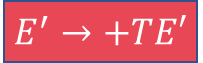 E′ → +TE′